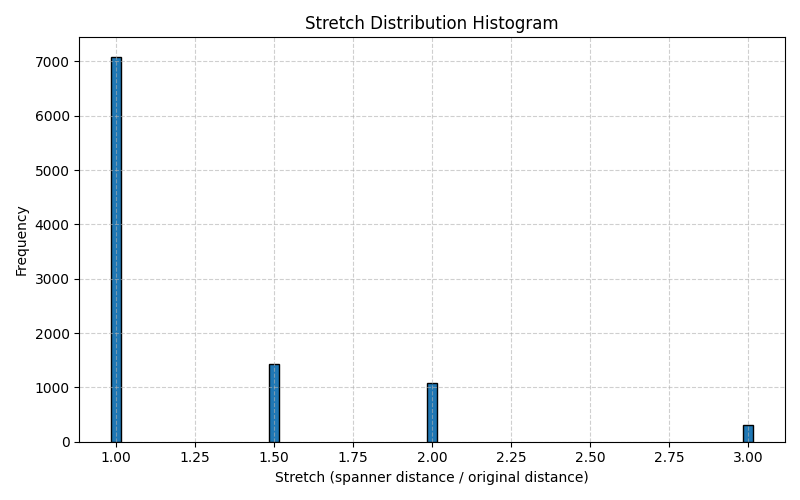 Stretch Distribution Histogram
Frequency
7000
6000
5000
4000
3000
2000
1000
0
1.00 1.25 1.50 1.75 2.00 2.25 2.50 2.75 3.00
Stretch (spanner distance / original distance)